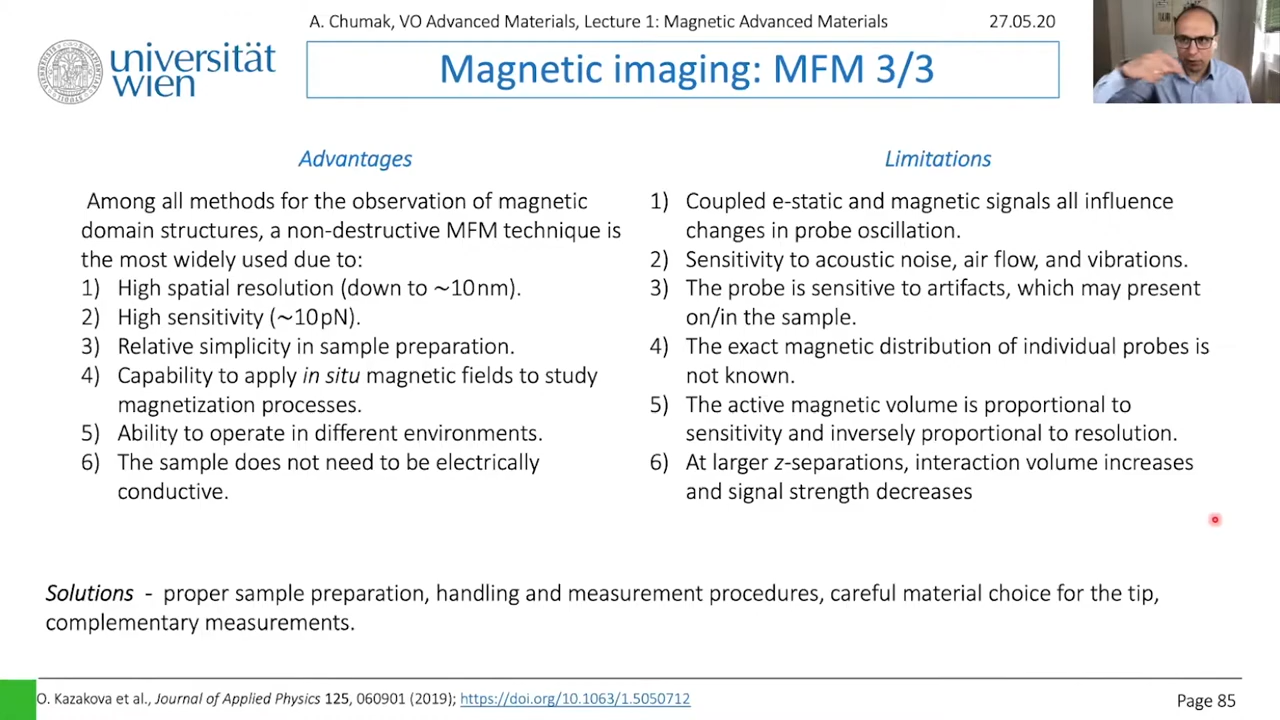 A. Chumak, VO Advanced Materials, Lecture 1: Magnetic Advanced Materials
27.05.20
universität
wien
Magnetic imaging: MFM 3/3
Advantages
Among all methods for the observation of magnetic
domain structures, a non-destructive MFM technique is
the most widely used due to:
1) High spatial resolution (down to ~10 nm).
2) High sensitivity (~10 pN).
3) Relative simplicity in sample preparation.
4) Capability to apply in situ magnetic fields to study
magnetization processes.
5) Ability to operate in different environments.
6) The sample does not need to be electrically
conductive.
Limitations
1) Coupled e-static and magnetic signals all influence
changes in probe oscillation.
2) Sensitivity to acoustic noise, air flow, and vibrations.
3) The probe is sensitive to artifacts, which may present
on/in the sample.
4) The exact magnetic distribution of individual probes is
not known.
5) The active magnetic volume is proportional to
sensitivity and inversely proportional to resolution.
6) At larger z-separations, interaction volume increases
and signal strength decreases
Solutions - proper sample preparation, handling and measurement procedures, careful material choice for the tip,
complementary measurements.
O. Kazakova et al., Journal of Applied Physics 125, 060901 (2019); https://doi.org/10.1063/1.5050712
Page 85